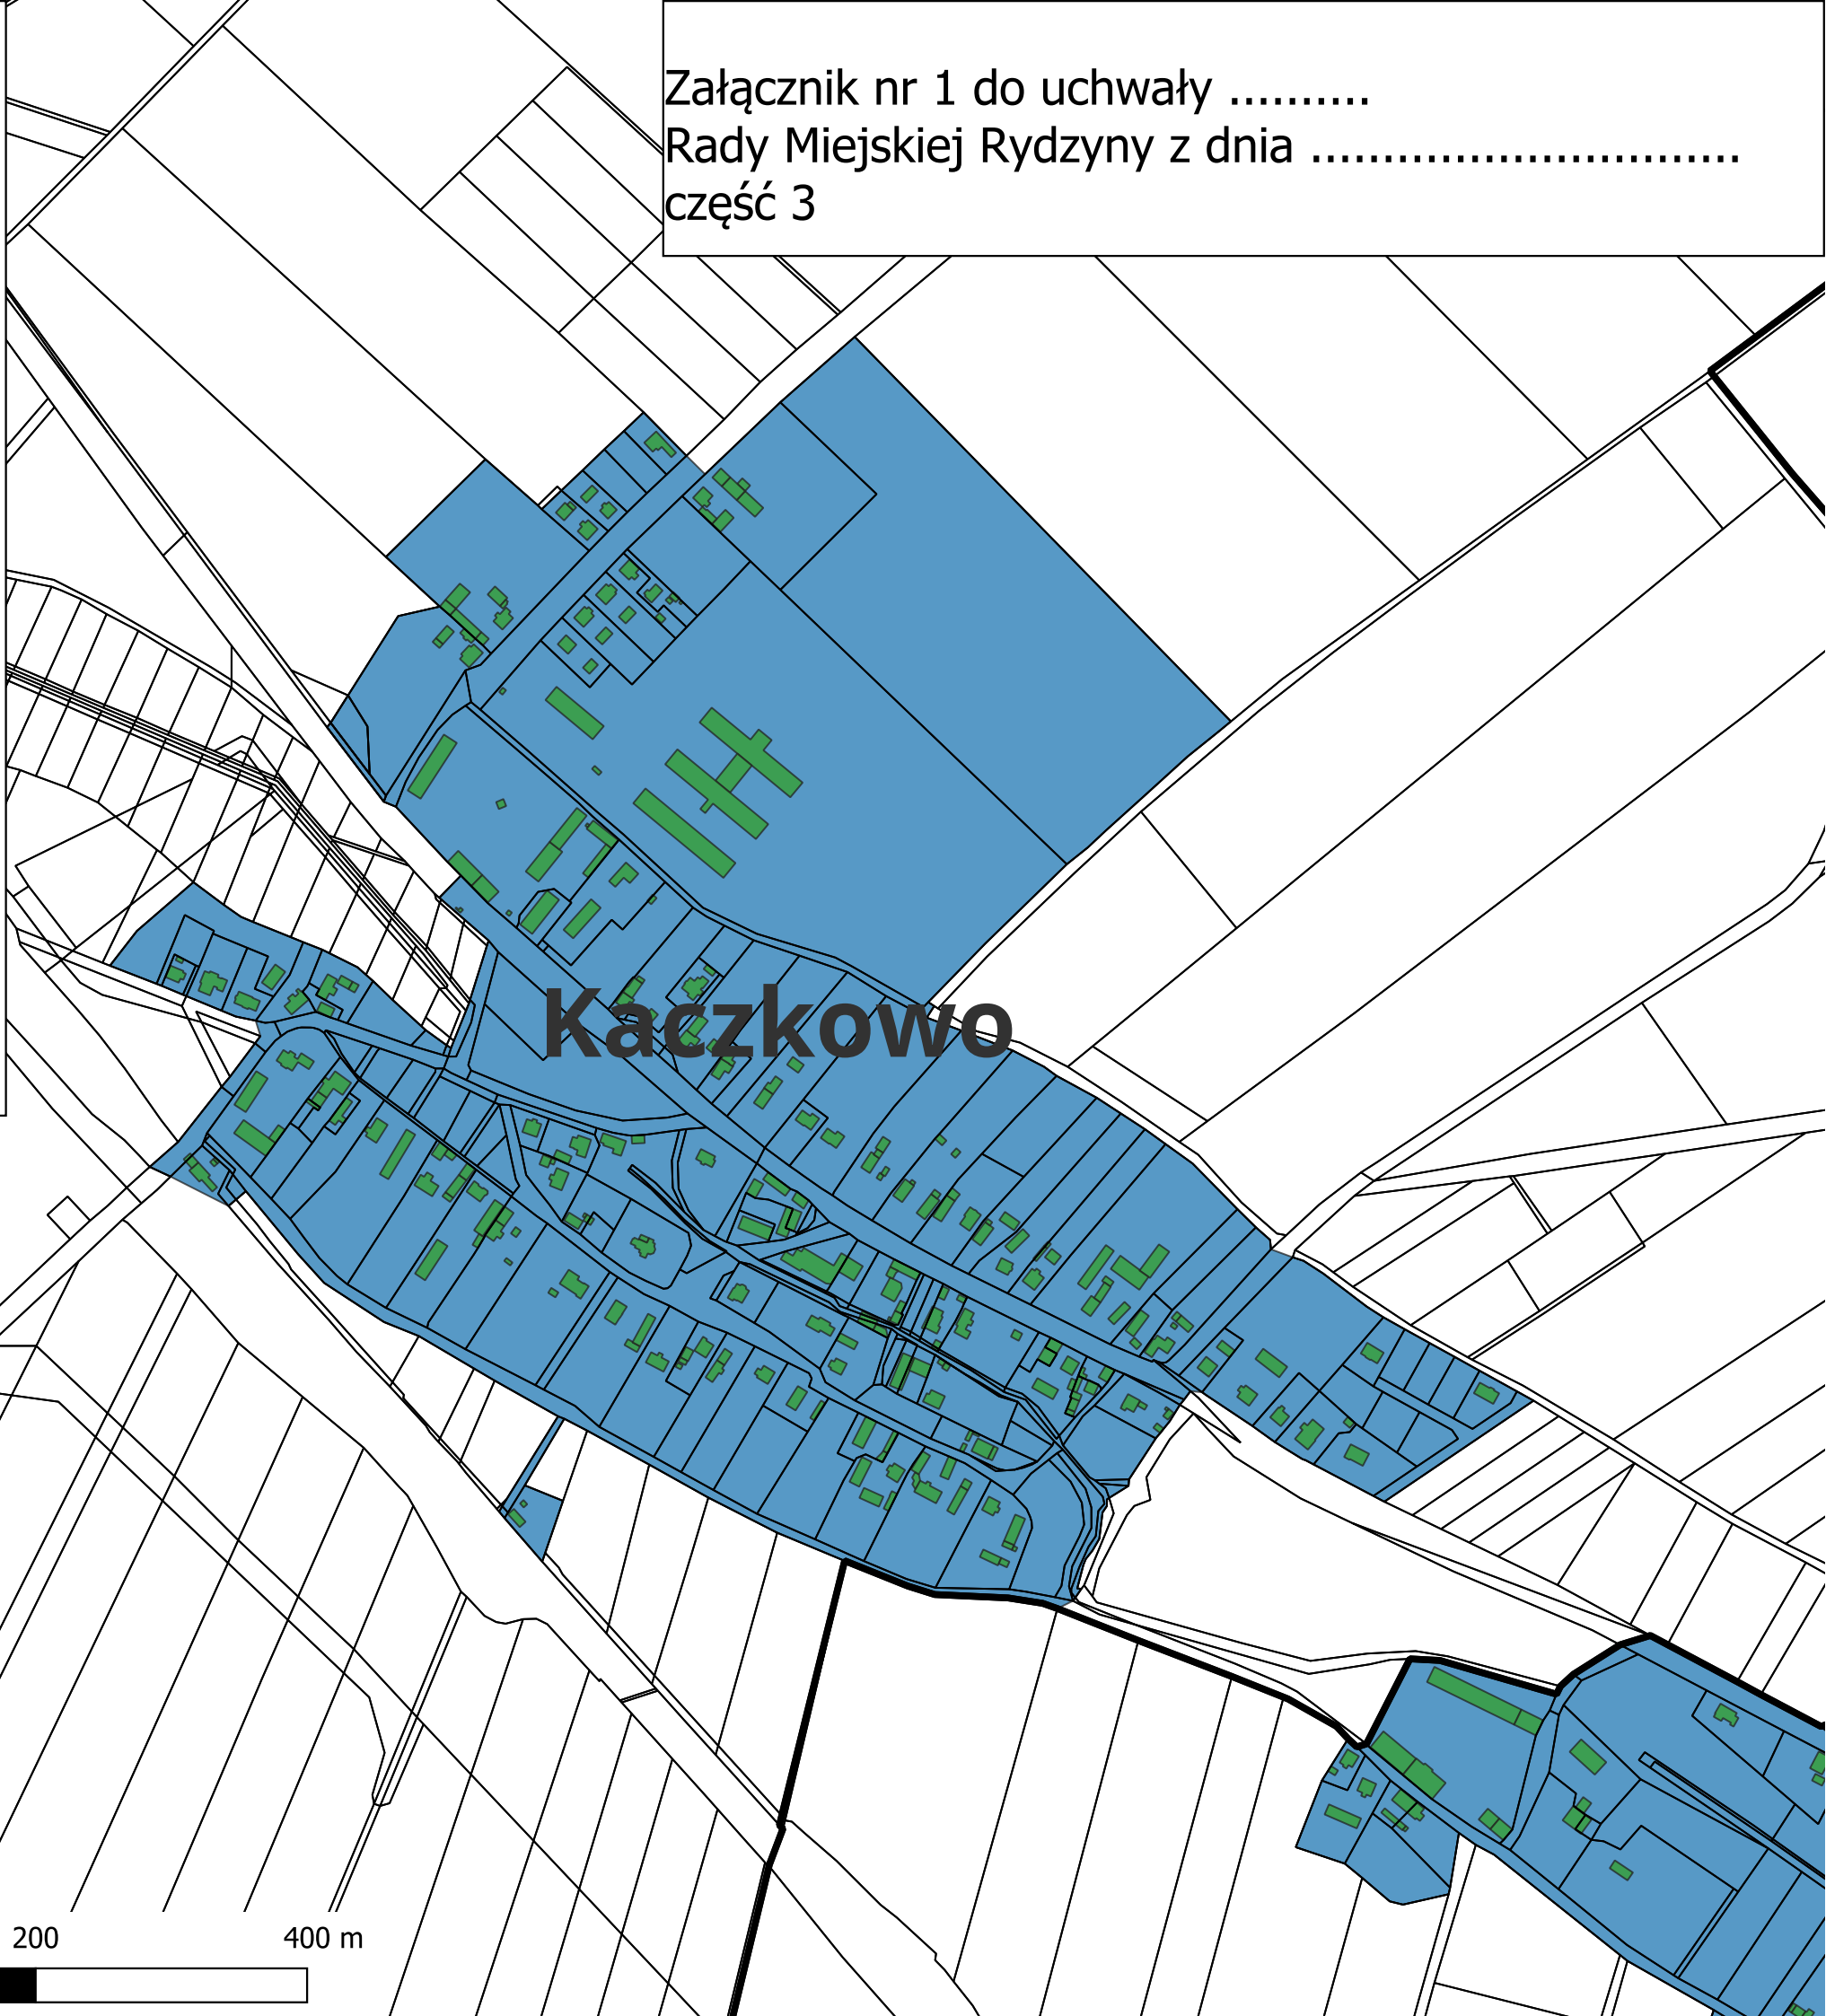 Załącznik nr 1 do uchwały ..........
Rady Miejskiej Rydzyny z dnia ..............................
część 3
Kaczkowo
200 400 m